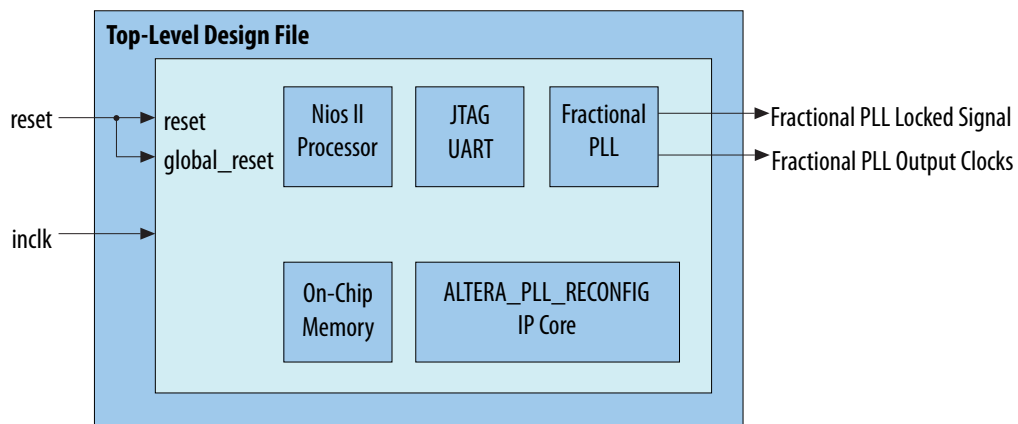 Top-Level Design File
reset
reset
global_reset
inclk
Nios II
Processor
JTAG
UART
Fractional
PLL
Fractional PLL Locked Signal
Fractional PLL Output Clocks
On-Chip
Memory
ALTERA_PLL_RECONFIG
IP Core